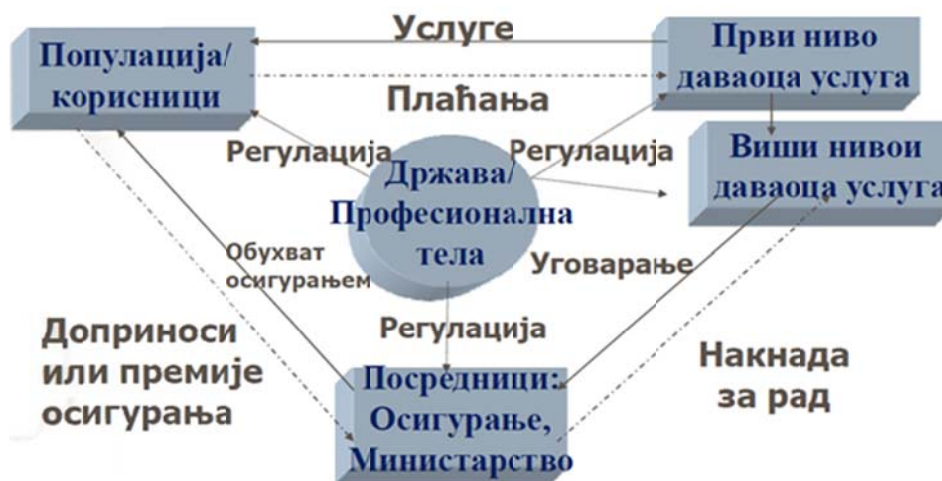 Услуге
Популација/
корисници
Први ниво
даваоца услуга
Плаћања
Регулација
Регулација
Виши нивои
даваоца услуга
Држава/
Професионална
тела
Обухват
осигурањем
Уговарање
Доприноси
или премије
осигурања
Регулација
Накнада
за рад
Посредници:
Осигурање,
Министарство